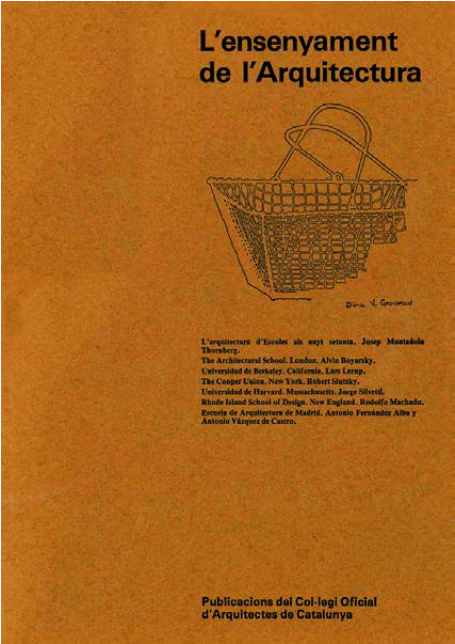 L'ensenyament
de l'Arquitectura
L'arquitectura d'Escoles als anys setanta. Josep Muntañola
Thornberg.
The Architectural School. London. Alvin Boyarsky.
Universidad de Berkeley. California. Lars Lerup.
The Cooper Union. New York. Robert Slutzky.
Universidad de Harvard. Massachusetts. Jorge Silvetti.
Rhode Island School of Design. New England. Rodolfo Machado.
Escuela de Arquitectura de Madrid. Antonio Fernández Alba y
Antonio Vázquez de Castro.
Publicacions del Col·legi Oficial
d'Arquitectes de Catalunya